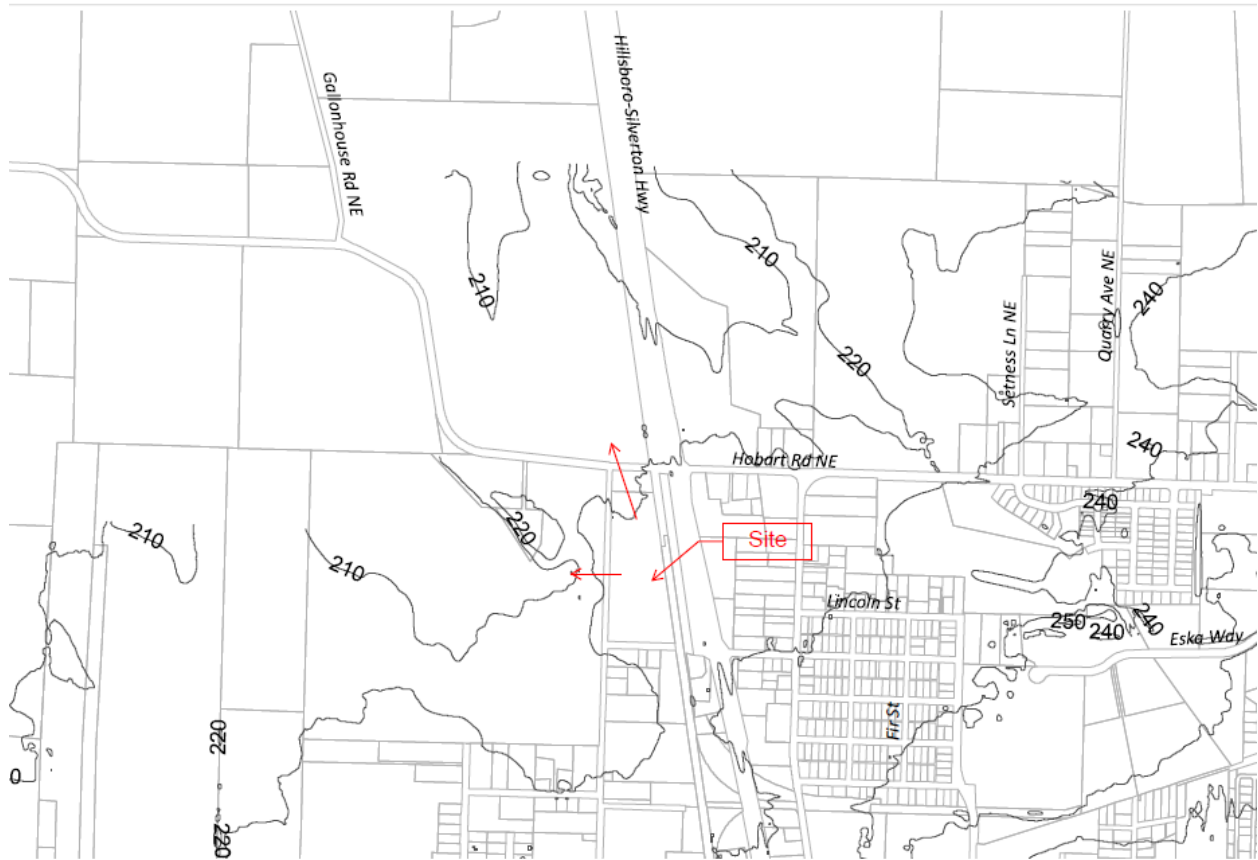 Gallonhouse Rd NE
Hillsboro-Silverton Hwy
210
210
220
Setness Ln NE
Quarry Ave NE
240
240
Hobart Rd NE
240
220
210
210
Site
Lincoln St
250
240
240
Eska Way
Fir St
220
220
0